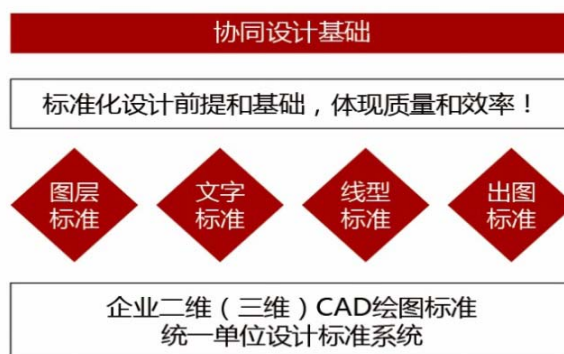 协同设计基础
标准化设计前提和基础，体现质量和效率！
图层
标准
文字
标准
线型
标准
出图
标准
企业二维（三维）CAD绘图标准
统一单位设计标准系统